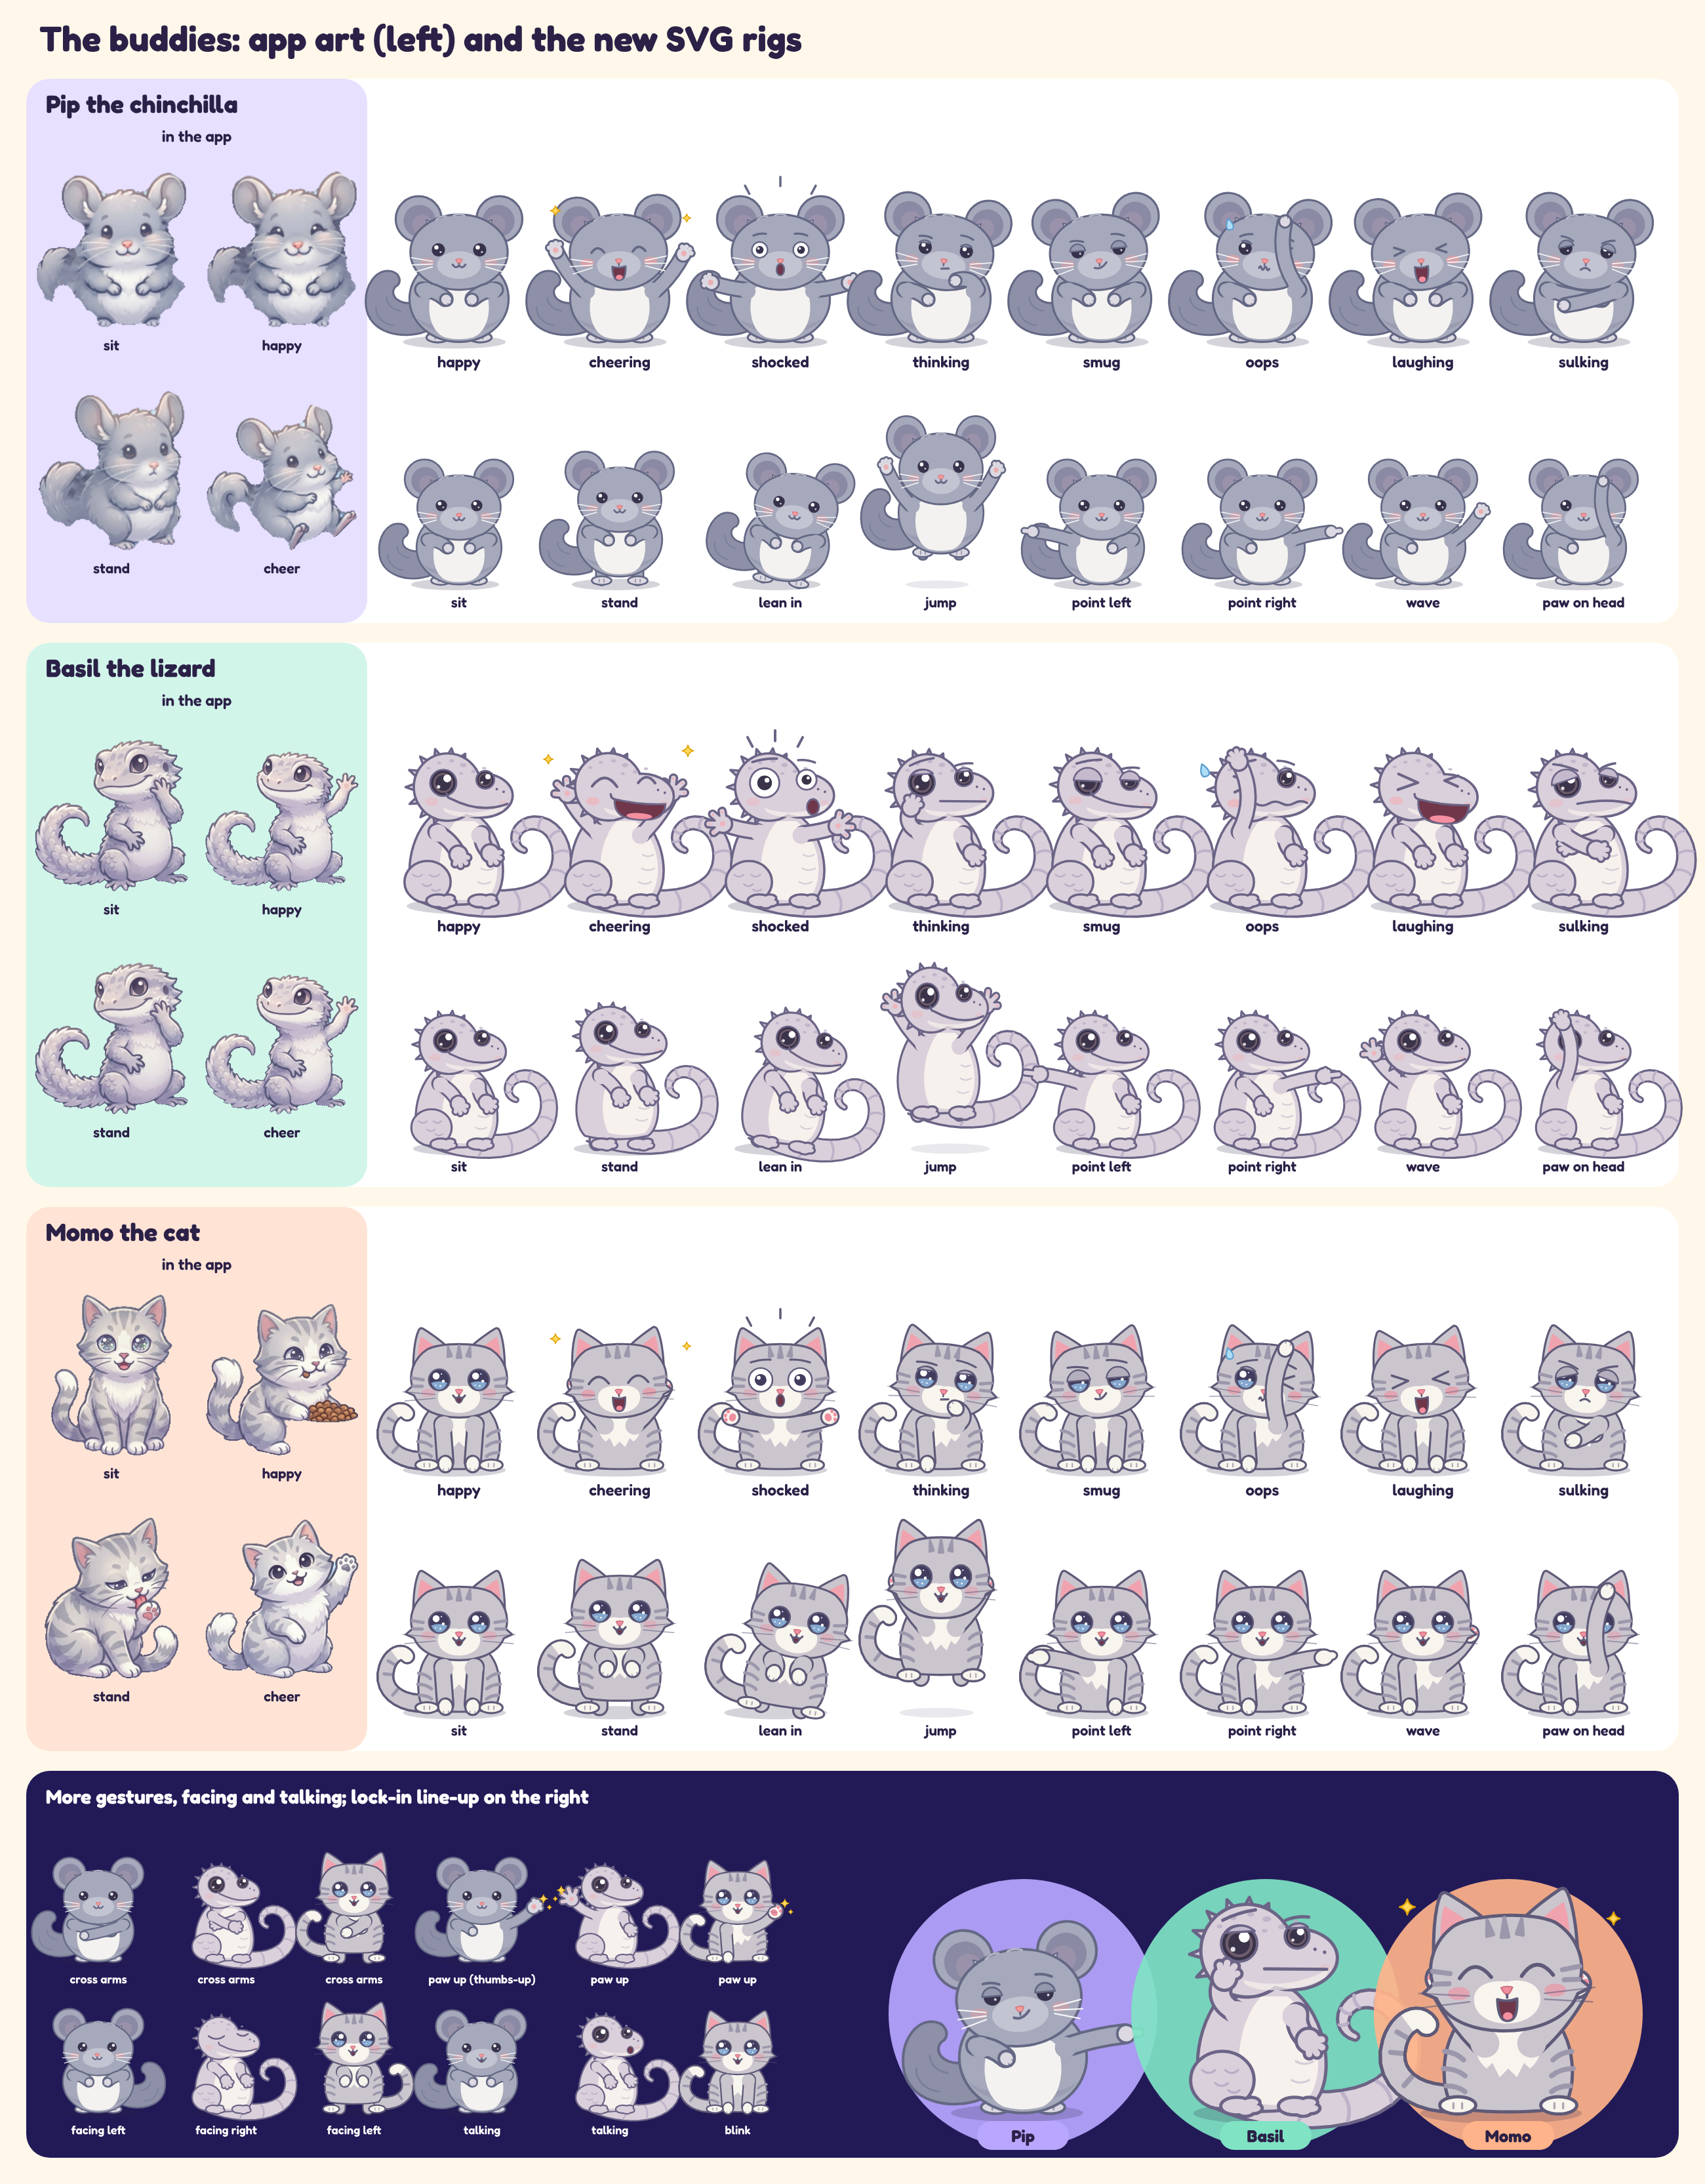 The buddies: app art (left) and the new SVG rigs
Pip the chinchilla
in the app
sit
happy
stand
cheer
happy
cheering
shocked
thinking
smug
oops
laughing
sulking
sit
stand
lean in
jump
point left
point right
wave
paw on head
Basil the lizard
in the app
sit
happy
stand
cheer
happy
cheering
shocked
thinking
smug
oops
laughing
sulking
sit
stand
lean in
jump
point left
point right
wave
paw on head
Momo the cat
in the app
sit
happy
stand
cheer
happy
cheering
shocked
thinking
smug
oops
laughing
sulking
sit
stand
lean in
jump
point left
point right
wave
paw on head
More gestures, facing and talking; lock-in line-up on the right
cross arms
cross arms
cross arms
paw up (thumbs-up)
paw up
paw up
facing left
facing right
facing left
talking
talking
blink
Pip
Basil
Momo